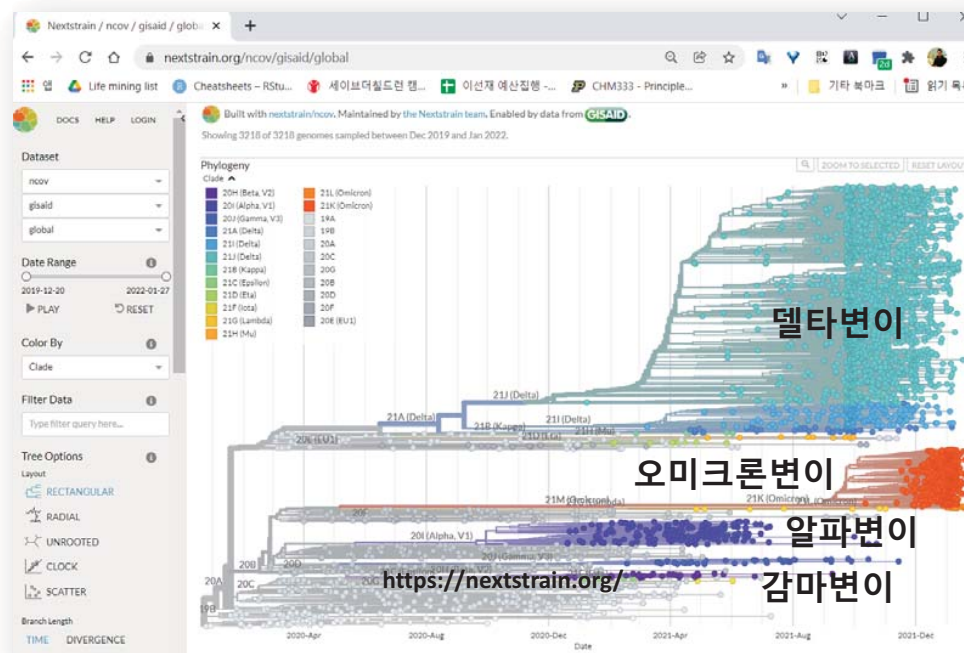 Nextstrain / ncov / gisaid / globa
nextstrain.org/ncov/gisaid/global
앱
Life mining list
Cheatsheets – RStu...
세이브더칠드런 캠...
이선재 예산집행 -...
CHM333 - Principle...
»
기타 북마크
읽기 목
2d
DOCS HELP LOGIN
Built with nextstrain/ncov. Maintained by the Nextstrain team. Enabled by data from GISAID.
Showing 3218 of 3218 genomes sampled between Dec 2019 and Jan 2022.
Dataset
ncov
gisaid
global
Date Range
2019-12-20
2022-01-27
PLAY
RESET
Color By
Clade
Filter Data
Type filter query here...
Tree Options
Layout
RECTANGULAR
RADIAL
UNROOTED
CLOCK
SCATTER
Branch Length
TIME DIVERGENCE
Phylogeny
ZOOM TO SELECTED
RESET LAYOU
Clade
20H (Beta, V2)
20I (Alpha, V1)
20J (Gamma, V3)
21A (Delta)
21I (Delta)
21J (Delta)
21B (Kappa)
21C (Epsilon)
21D (Eta)
21F (Iota)
21G (Lambda)
21H (Mu)
21L (Omicron)
21K (Omicron)
19A
19B
20A
20C
20G
20B
20D
20F
20E (EU1)
델타변이
21J (Delta)
21A (Delta)
21I (Delta)
21B (Kappa)
21H (Mu)
21D (Eta)
20E (EU1)
오미크론변이
21M (Omicron)
21K (Omicron)
21L (Omicron)
20F
알파변이
20I (Alpha, V1)
20J (Gamma, V3)
20B
20D
https://nextstrain.org/
감마변이
20A
20C
20G
19B
2020-Apr
2020-Aug
2020-Dec
2021-Apr
2021-Aug
2021-Dec
Date